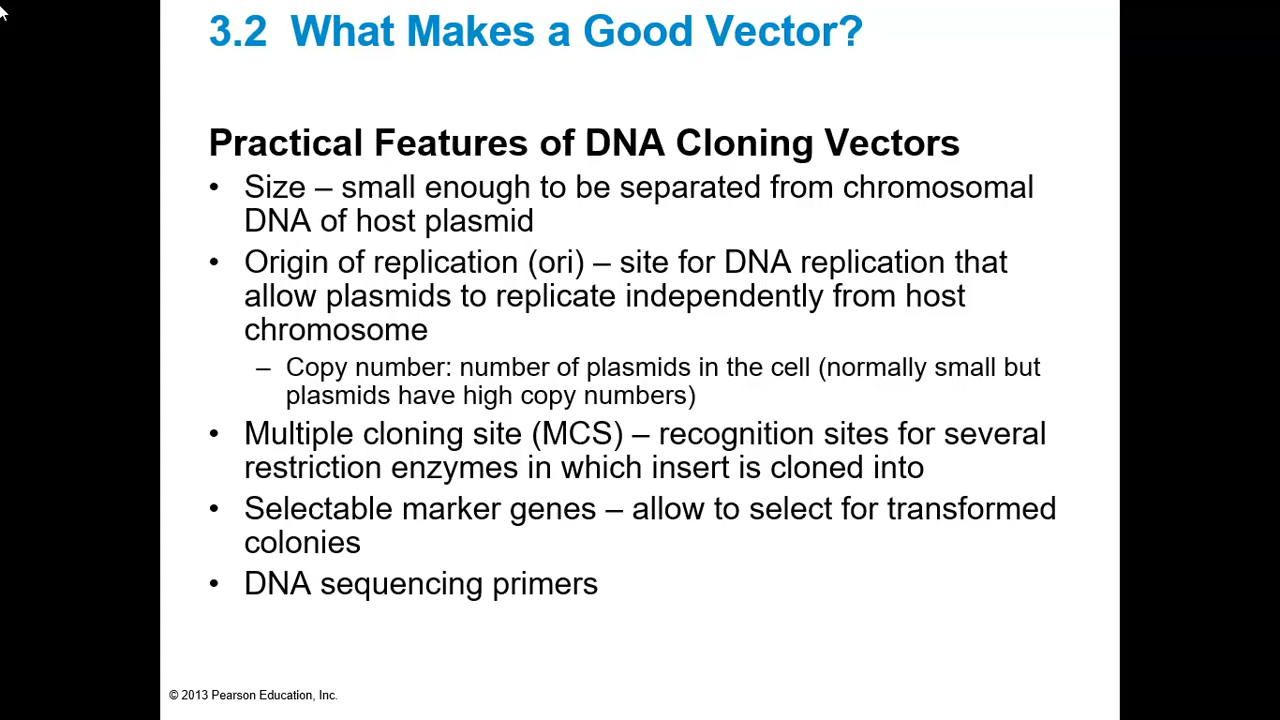 3.2 What Makes a Good Vector?
Practical Features of DNA Cloning Vectors
• Size – small enough to be separated from chromosomal
DNA of host plasmid
• Origin of replication (ori) – site for DNA replication that
allow plasmids to replicate independently from host
chromosome
– Copy number: number of plasmids in the cell (normally small but
plasmids have high copy numbers)
• Multiple cloning site (MCS) – recognition sites for several
restriction enzymes in which insert is cloned into
• Selectable marker genes – allow to select for transformed
colonies
• DNA sequencing primers
© 2013 Pearson Education, Inc.